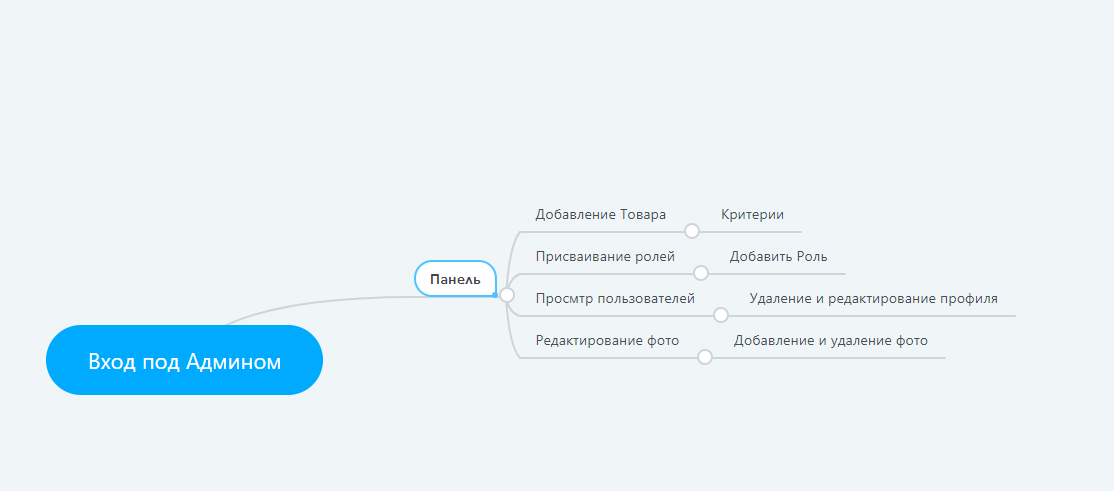 Добавление Товара
Критерии
Присваивание ролей
Добавить Роль
Панель
Просмтр пользователей
Удаление и редактирование профиля
Редактирование фото
Добавление и удаление фото
Вход под Админом